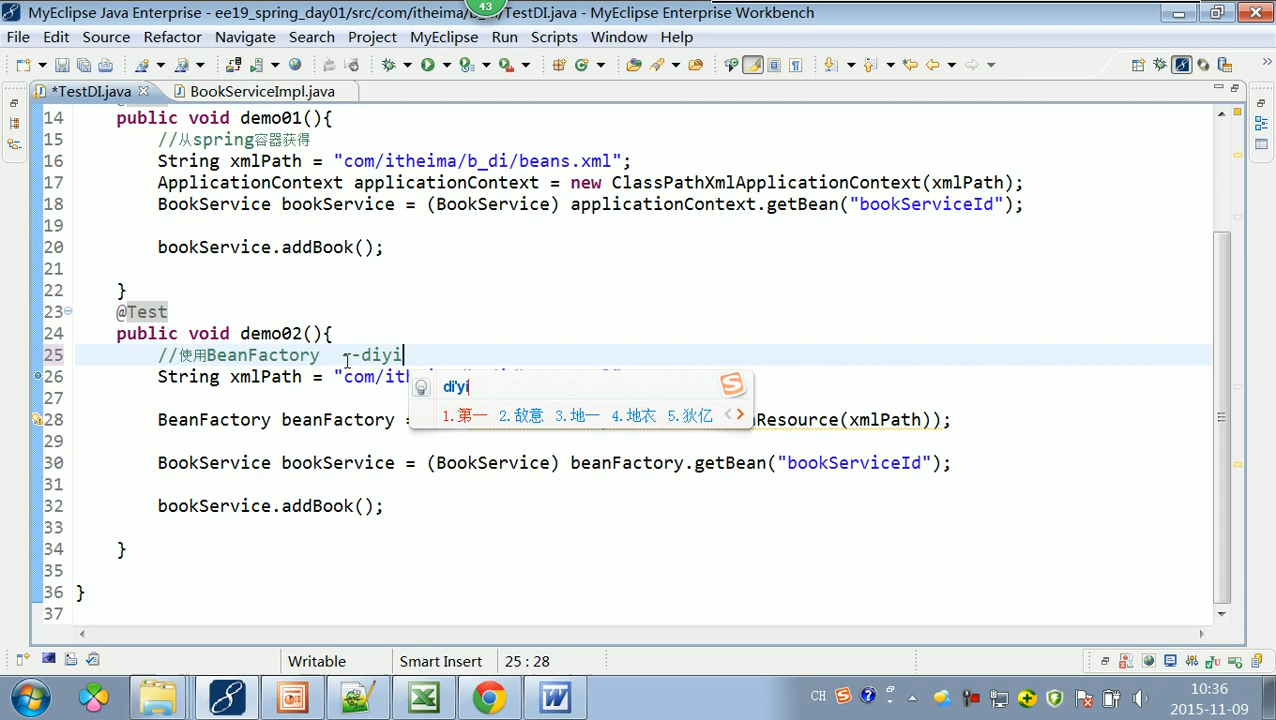 MyEclipse Java Enterprise - ee19_spring_day01/src/com/itheima/b_di/TestDI.java - MyEclipse Enterprise Workbench
43
File Edit Source Refactor Navigate Search Project MyEclipse Run Scripts Window Help
*TestDI.java BookServiceImpl.java
14 public void demo01(){
15 //从spring容器获得
16 String xmlPath = "com/itheima/b_di/beans.xml";
17 ApplicationContext applicationContext = new ClassPathXmlApplicationContext(xmlPath);
18 BookService bookService = (BookService) applicationContext.getBean("bookServiceId");
19
20 bookService.addBook();
21
22 }
23 @Test
24 public void demo02(){
25 //使用BeanFactory --diyi
26 String xmlPath = "com/ithe
di'yi
1.第一 2.敌意 3.地一 4.地衣 5.狄亿
28 BeanFactory beanFactory = Resource(xmlPath));
29
30 BookService bookService = (BookService) beanFactory.getBean("bookServiceId");
31
32 bookService.addBook();
33
34 }
35
36 }
37
Writable Smart Insert 25 : 28
CH
10:36
2015-11-09